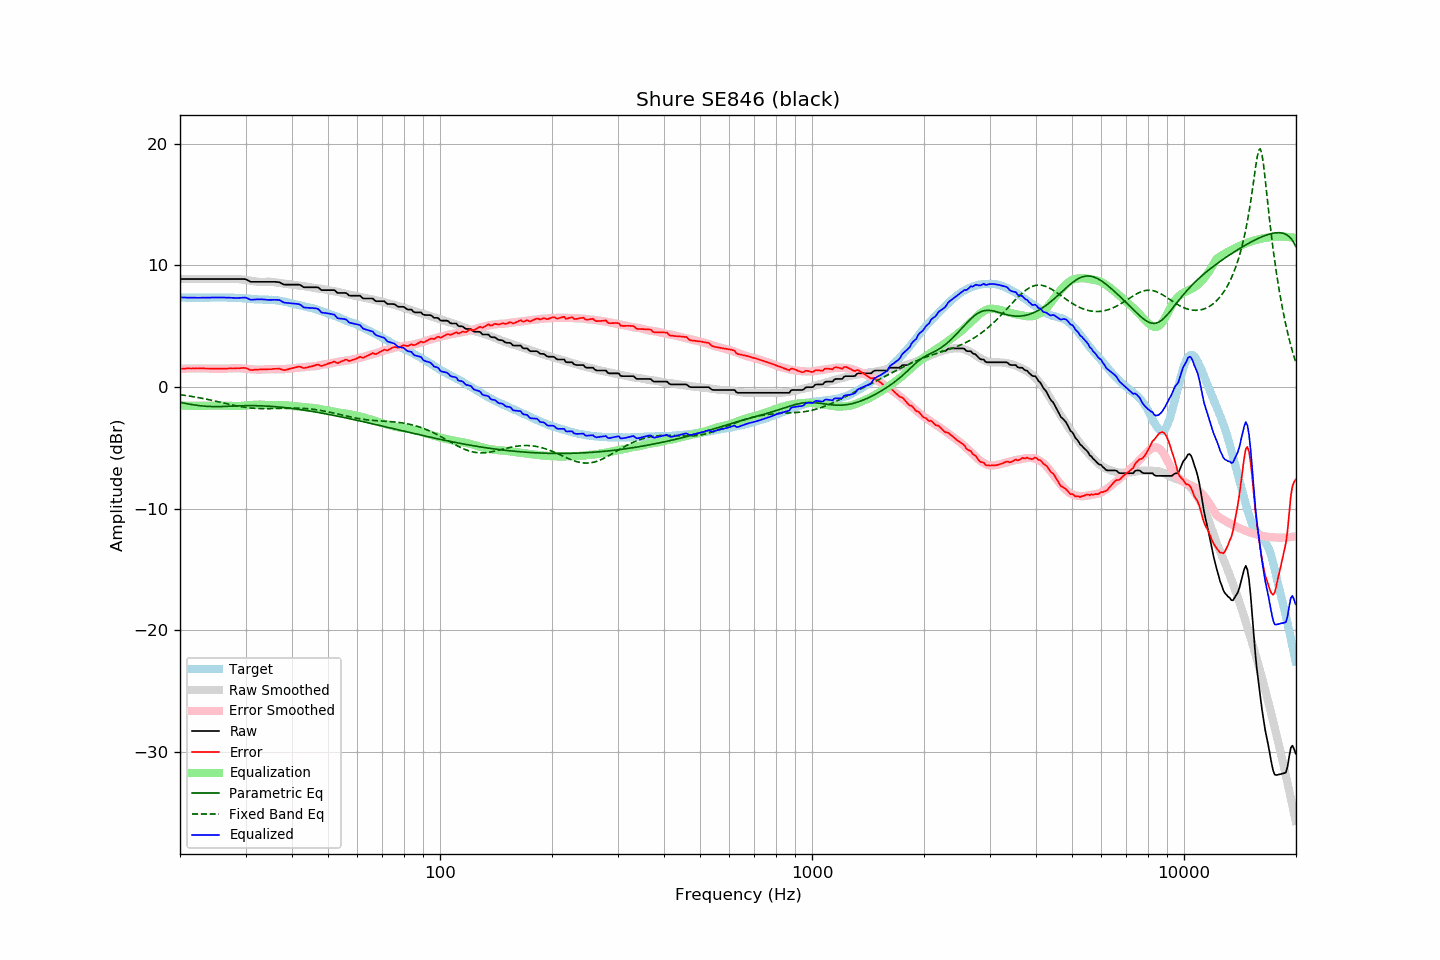 Shure SE846 (black)
20
10
0
−10
−20
−30
Amplitude (dBr)
Target
Raw Smoothed
Error Smoothed
Raw
Error
Equalization
Parametric Eq
Fixed Band Eq
Equalized
100
1000
10000
Frequency (Hz)